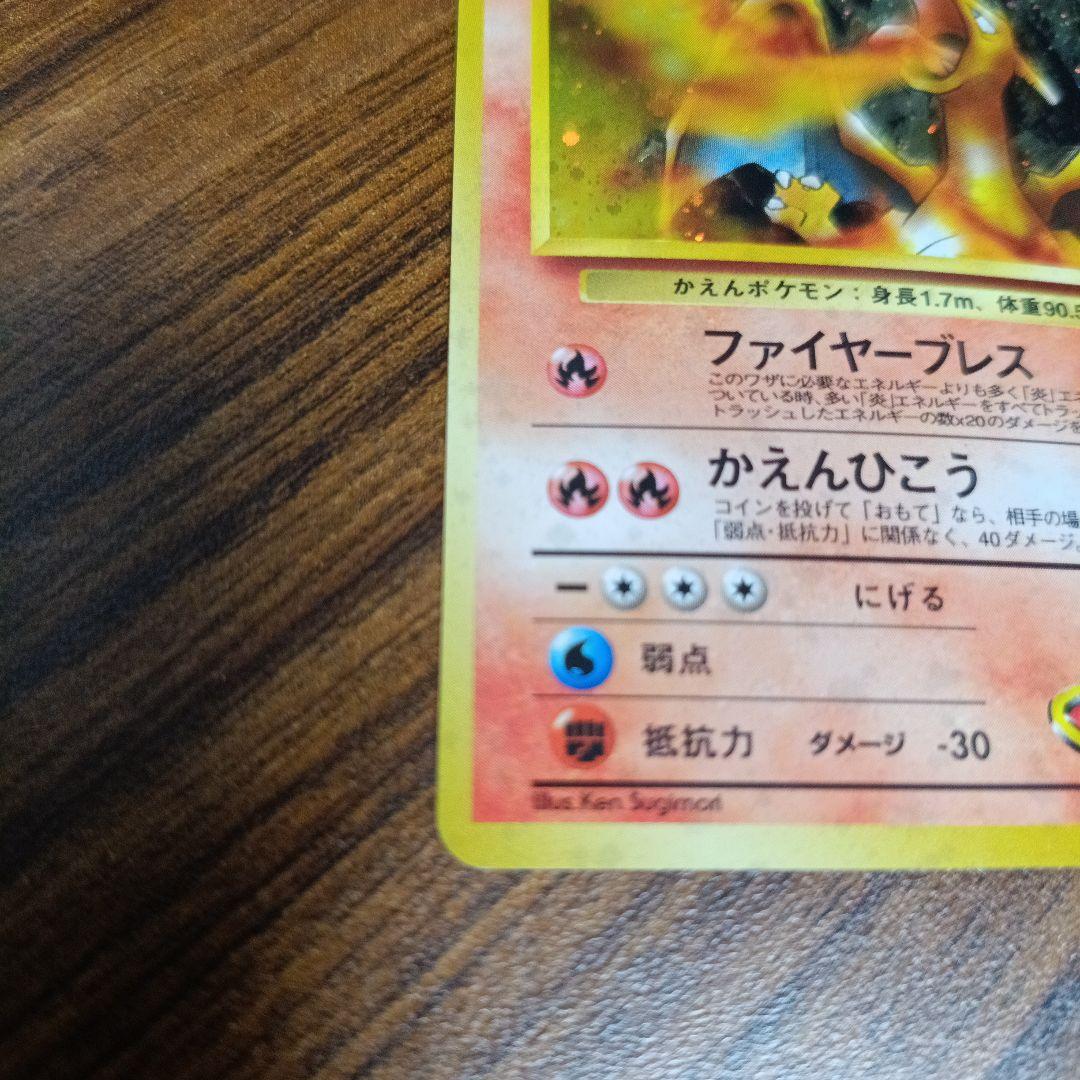 かえんポケモン：身長1.7m、体重90.5
ファイヤーブレス
このワザに必要なエネルギーよりも多く「炎」エネ
ついている時、多い「炎」エネルギーをすべてトラッ
トラッシュしたエネルギーの数x20のダメージを
かえんひこう
コインを投げて「おもて」なら、相手の場
「弱点・抵抗力」に関係なく、40ダメージ。
− にげる
弱点
抵抗力 ダメージ -30
Illus. Ken Sugimori